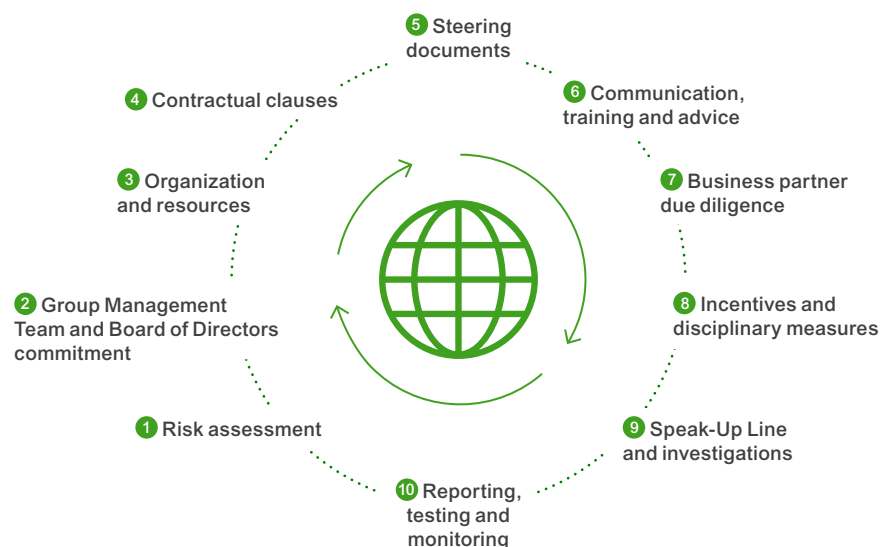 5 Steering
documents
4 Contractual clauses
6 Communication,
training and advice
3 Organization
and resources
7 Business partner
due diligence
2 Group Management
Team and Board of Directors
commitment
8 Incentives and
disciplinary measures
1 Risk assessment
9 Speak-Up Line
and investigations
10 Reporting,
testing and
monitoring